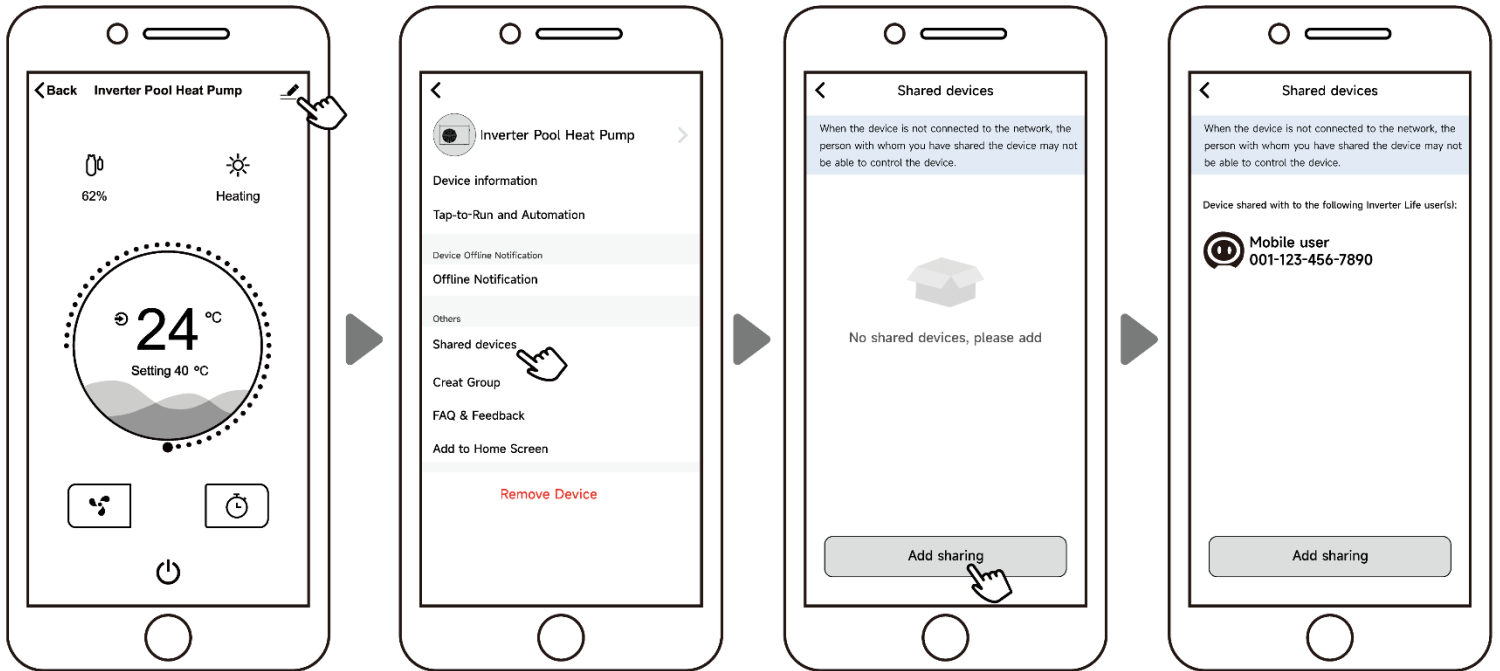 Back Inverter Pool Heat Pump
62%
Heating
24 °C
Setting 40 °C
Inverter Pool Heat Pump
Device information
Tap-to-Run and Automation
Device Offline Notification
Offline Notification
Others
Shared devices
Creat Group
FAQ & Feedback
Add to Home Screen
Remove Device
Shared devices
When the device is not connected to the network, the
person with whom you have shared the device may not
be able to control the device.
No shared devices, please add
Add sharing
Shared devices
When the device is not connected to the network, the
person with whom you have shared the device may not
be able to control the device.
Device shared with to the following Inverter Life user(s):
Mobile user
001-123-456-7890
Add sharing